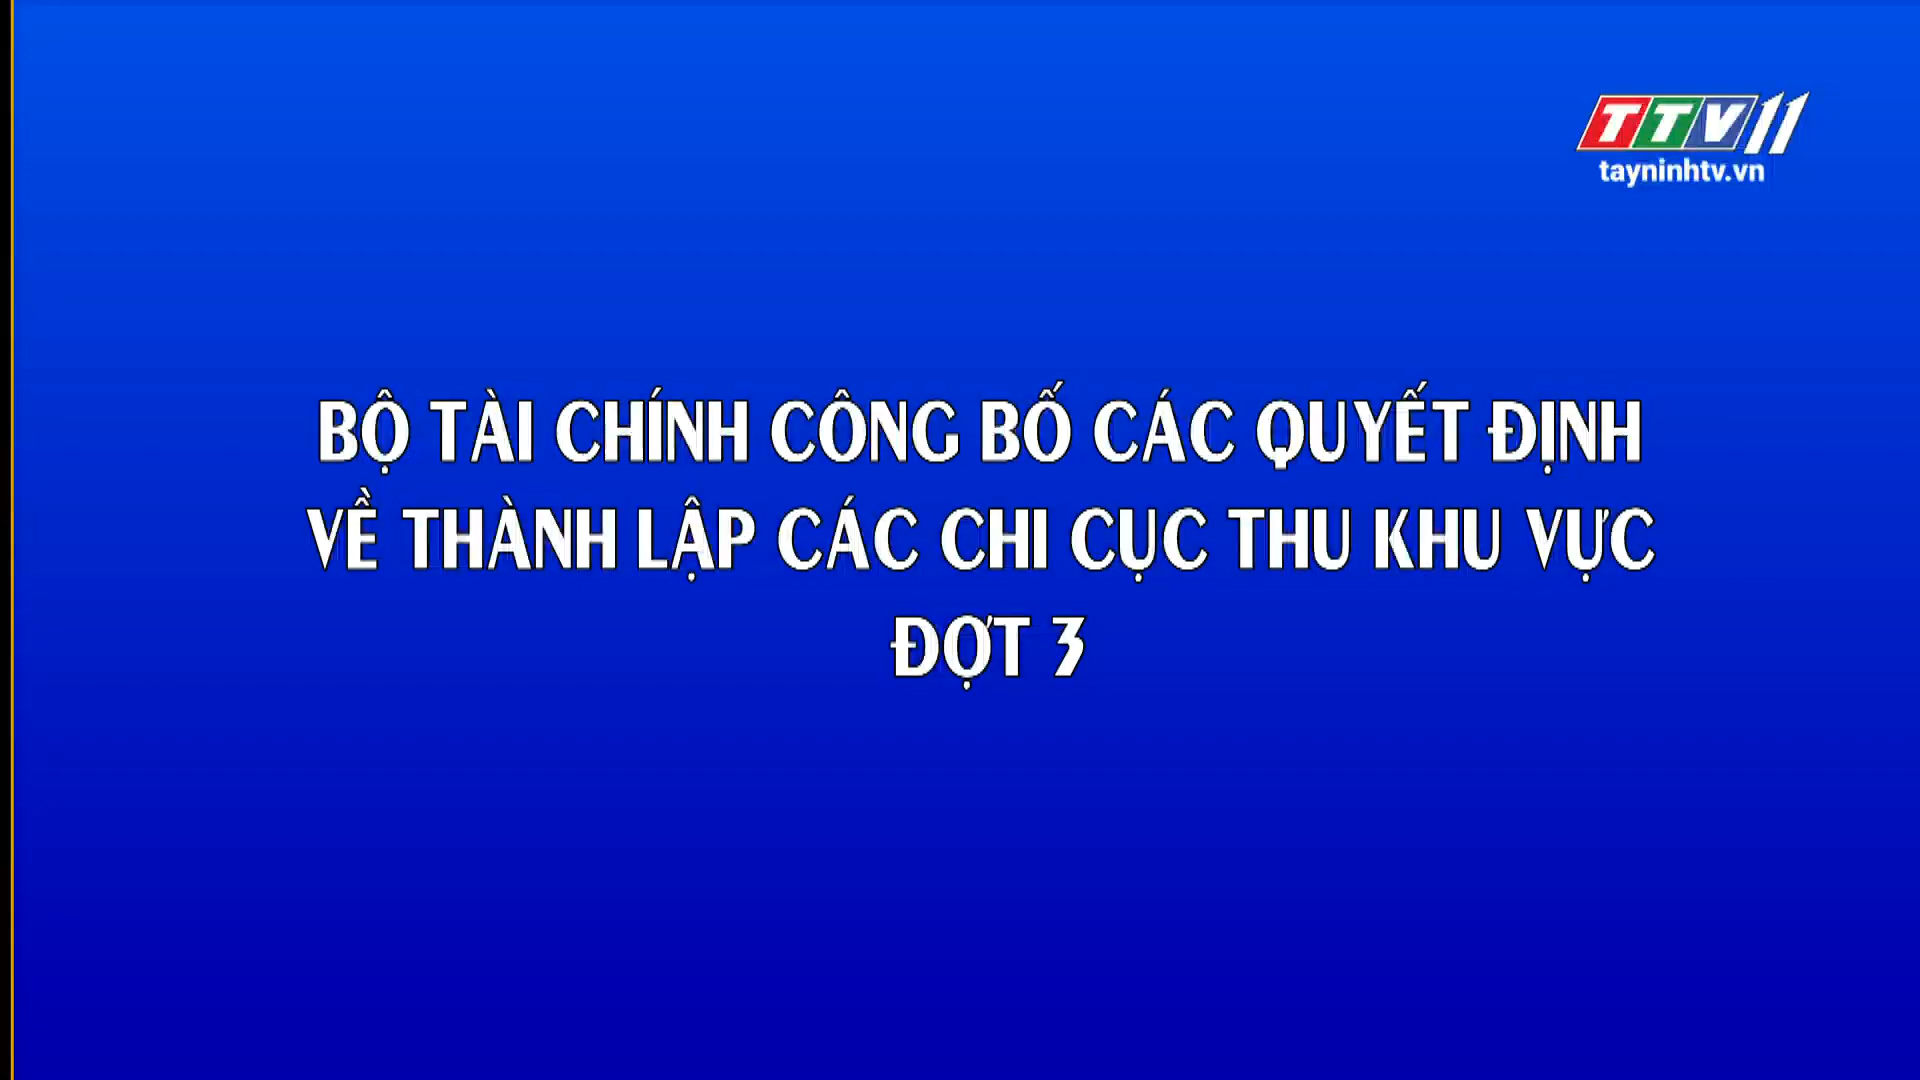 TTV11
tayninhtv.vn
BỘ TÀI CHÍNH CÔNG BỐ CÁC QUYẾT ĐỊNH
VỀ THÀNH LẬP CÁC CHI CỤC THU KHU VỰC
ĐỢT 3